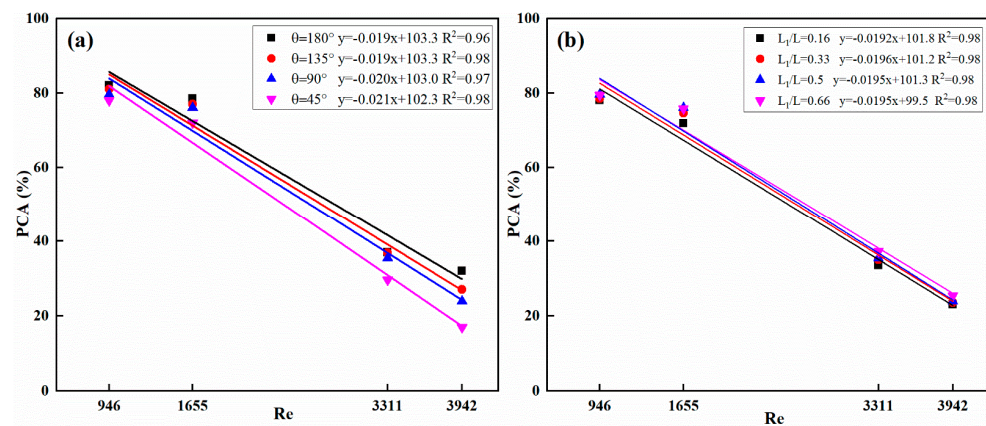 (a)
θ=180° y=-0.019x+103.3 R²=0.96
θ=135° y=-0.019x+103.3 R²=0.98
θ=90° y=-0.020x+103.0 R²=0.97
θ=45° y=-0.021x+102.3 R²=0.98
100
80
60
40
20
0
PCA (%)
946
1655
3311
3942
Re
(b)
L₁/L=0.16 y=-0.0192x+101.8 R²=0.98
L₁/L=0.33 y=-0.0196x+101.2 R²=0.98
L₁/L=0.5 y=-0.0195x+101.3 R²=0.98
L₁/L=0.66 y=-0.0195x+99.5 R²=0.98
100
80
60
40
20
0
PCA (%)
946
1655
3311
3942
Re